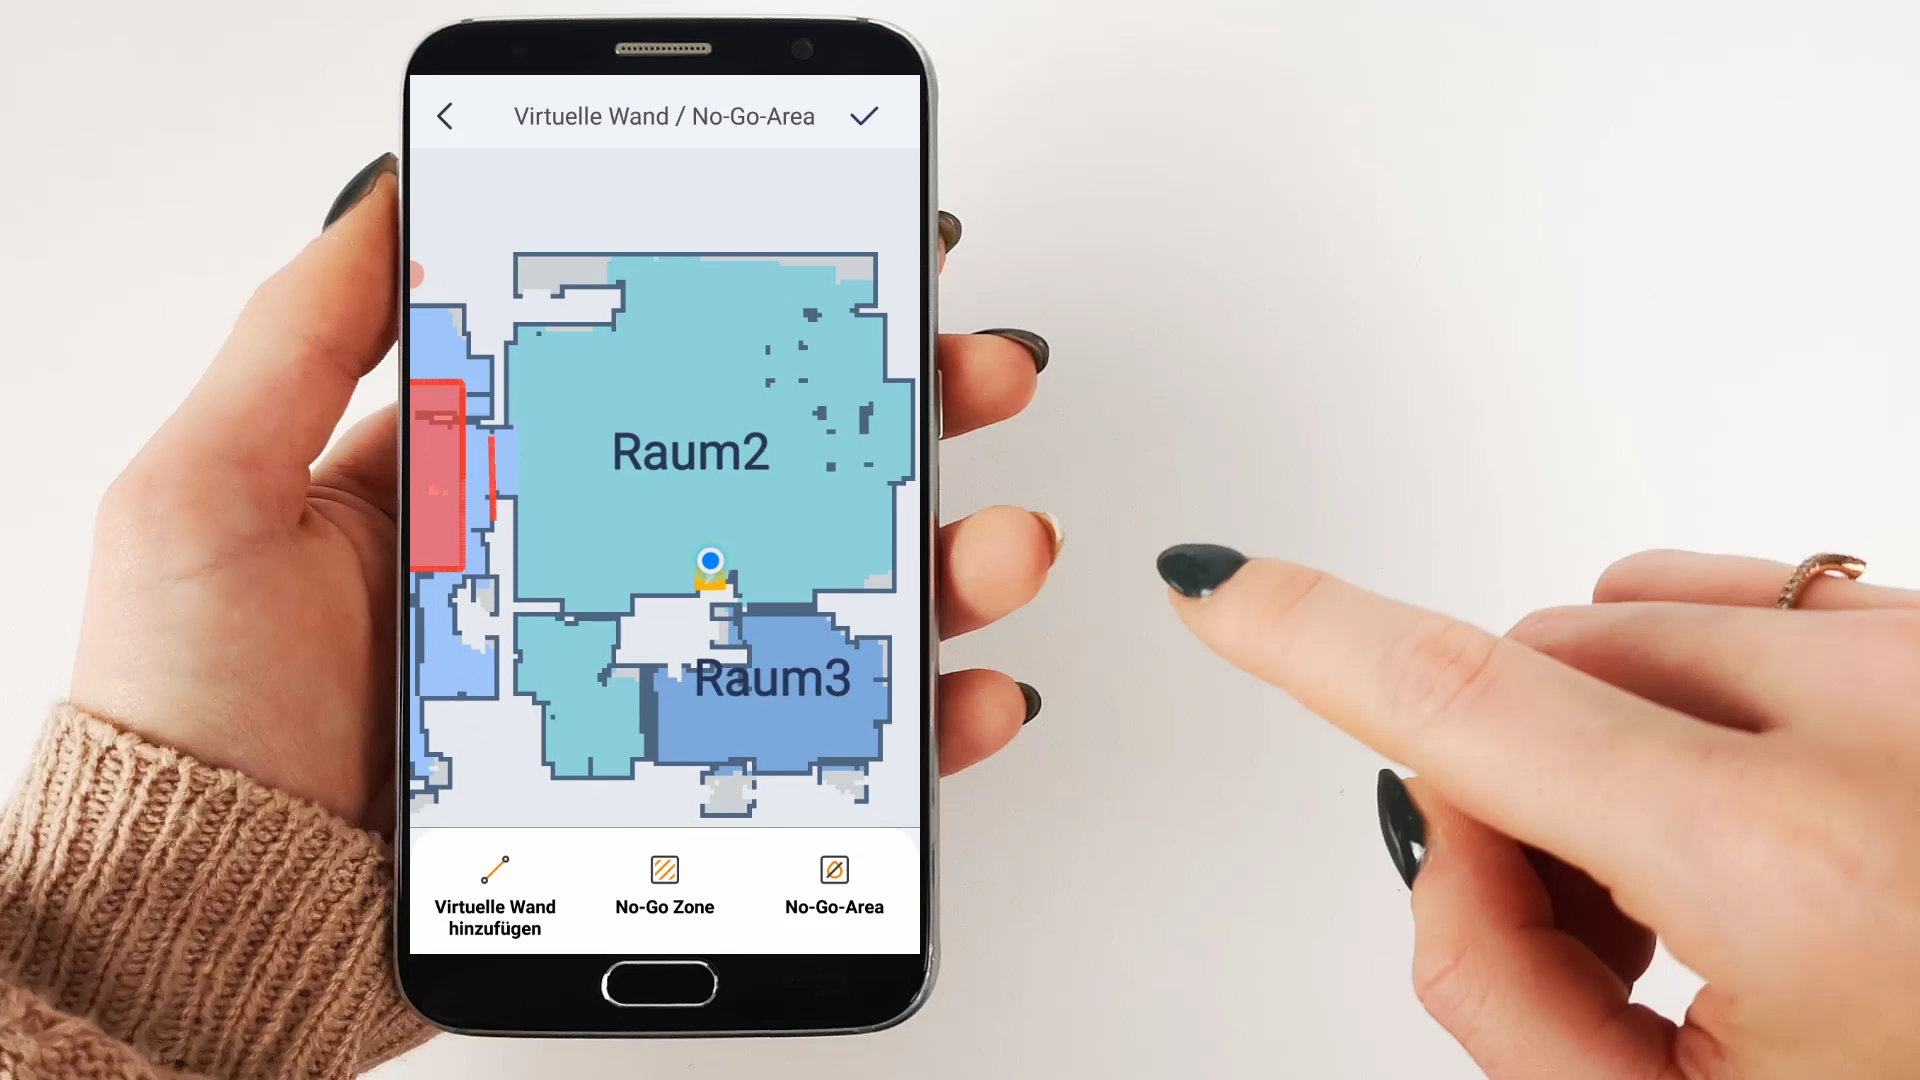 Virtuelle Wand / No-Go-Area
Raum2
Raum3
Virtuelle Wand
hinzufügen
No-Go Zone
No-Go-Area